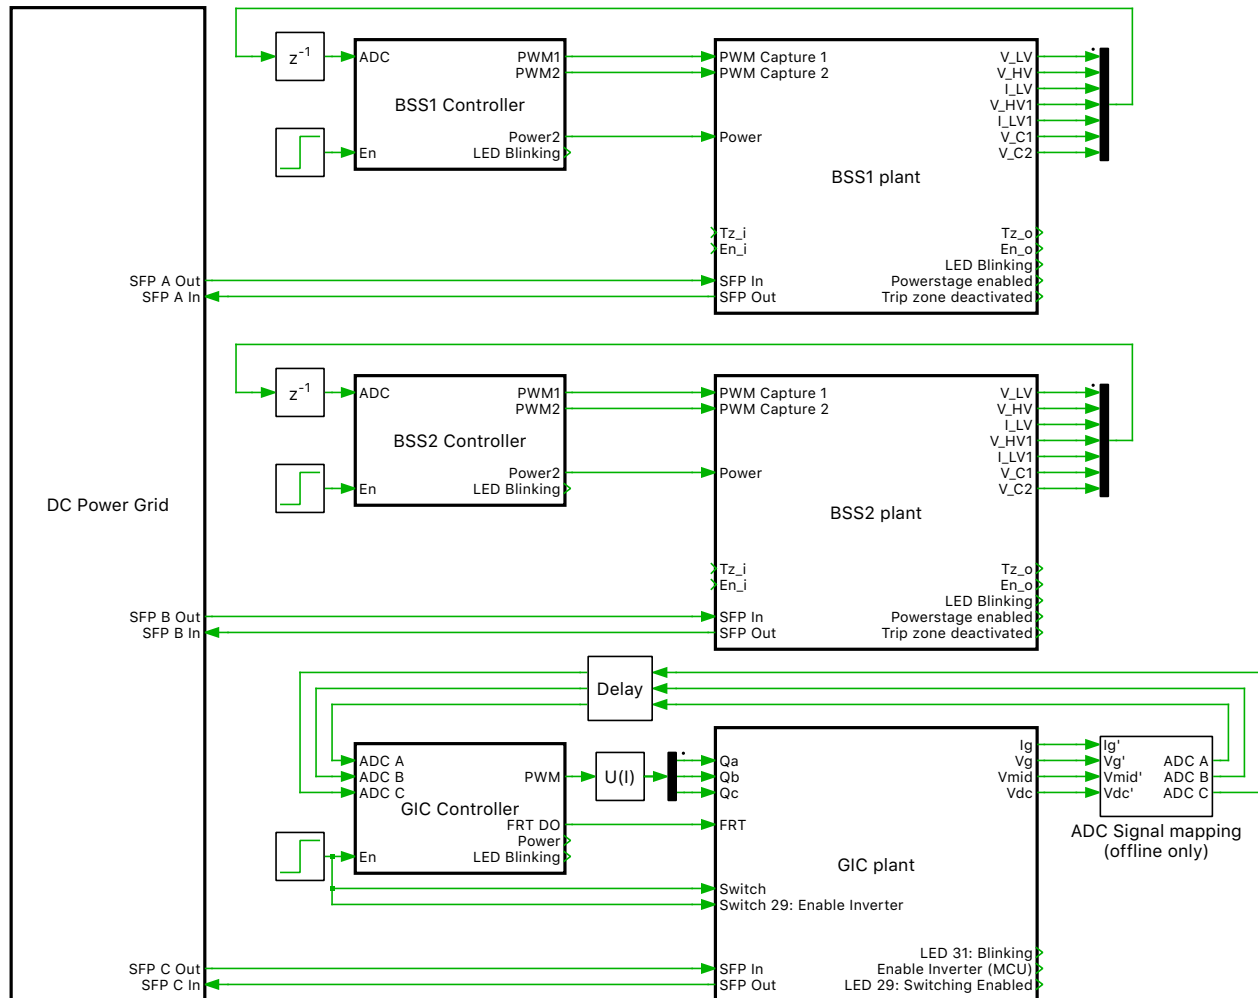 DC Power Grid
SFP A Out
SFP A In
SFP B Out
SFP B In
SFP C Out
SFP C In
z-1
ADC
En
BSS1 Controller
PWM1
PWM2
Power2
LED Blinking
PWM Capture 1
PWM Capture 2
Power
Tz_i
En_i
SFP In
SFP Out
BSS1 plant
V_LV
V_HV
I_LV
V_HV1
I_LV1
V_C1
V_C2
Tz_o
En_o
LED Blinking
Powerstage enabled
Trip zone deactivated
z-1
ADC
En
BSS2 Controller
PWM1
PWM2
Power2
LED Blinking
PWM Capture 1
PWM Capture 2
Power
Tz_i
En_i
SFP In
SFP Out
BSS2 plant
V_LV
V_HV
I_LV
V_HV1
I_LV1
V_C1
V_C2
Tz_o
En_o
LED Blinking
Powerstage enabled
Trip zone deactivated
Delay
ADC A
ADC B
ADC C
En
GIC Controller
PWM
FRT DO
Power
LED Blinking
U(I)
Qa
Qb
Qc
FRT
Switch
Switch 29: Enable Inverter
SFP In
SFP Out
GIC plant
Ig
Vg
Vmid
Vdc
LED 31: Blinking
Enable Inverter (MCU)
LED 29: Switching Enabled
Ig'
Vg'
Vmid'
Vdc'
ADC A
ADC B
ADC C
ADC Signal mapping
(offline only)